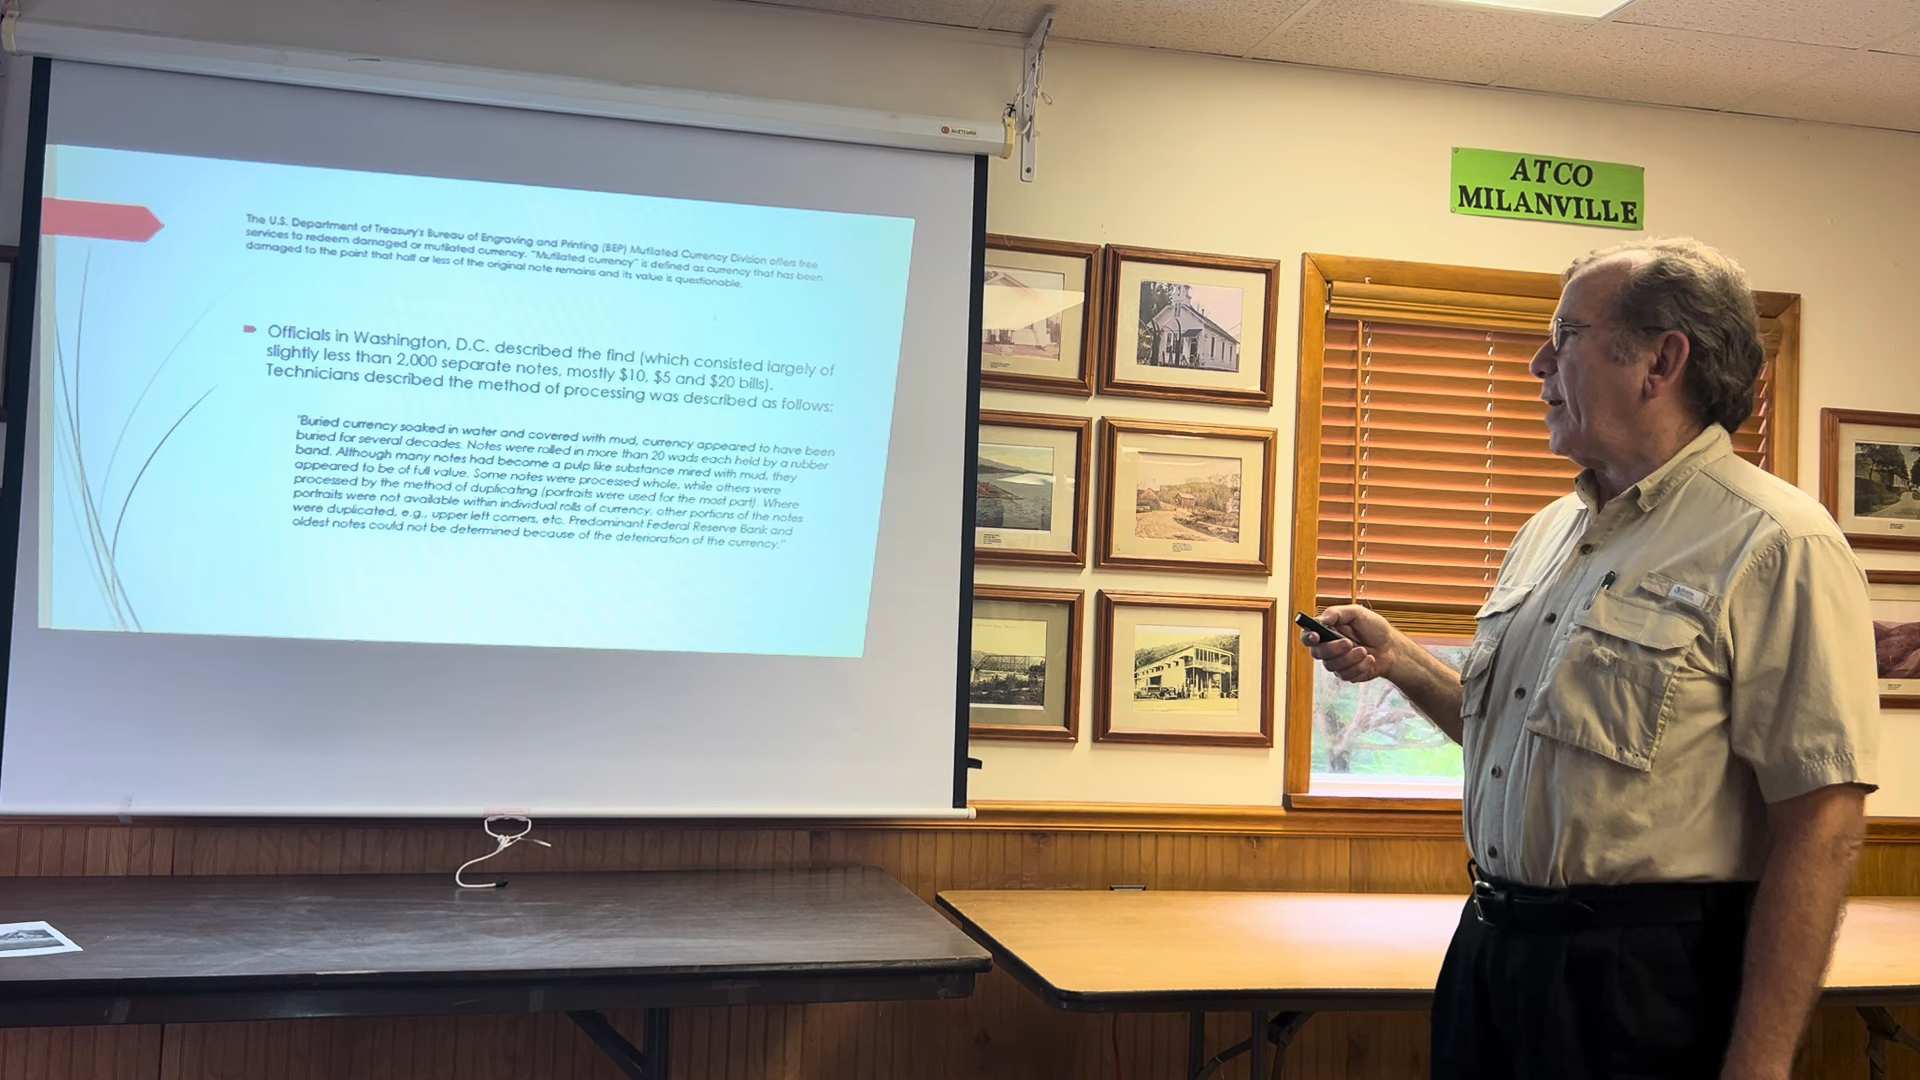 The U.S. Department of Treasury's Bureau of Engraving and Printing (BEP) Mutilated Currency Division offers free
services to redeem damaged or mutilated currency. "Mutilated currency" is defined as currency that has been
damaged to the point that half or less of the original note remains and its value is questionable.
Officials in Washington, D.C. described the find (which consisted largely of
slightly less than 2,000 separate notes, mostly $10, $5 and $20 bills).
Technicians described the method of processing was described as follows:
"Buried currency soaked in water and covered with mud, currency appeared to have been
buried for several decades. Notes were rolled in more than 20 wads each held by a rubber
band. Although many notes had become a pulp like substance mired with mud, they
appeared to be of full value. Some notes were processed whole, while others were
processed by the method of duplicating (portraits were used for the most part). Where
portraits were not available within individual rolls of currency, other portions of the notes
were duplicated, e.g., upper left corners, etc. Predominant Federal Reserve Bank and
oldest notes could not be determined because of the deterioration of the currency."
ATCO
MILANVILLE